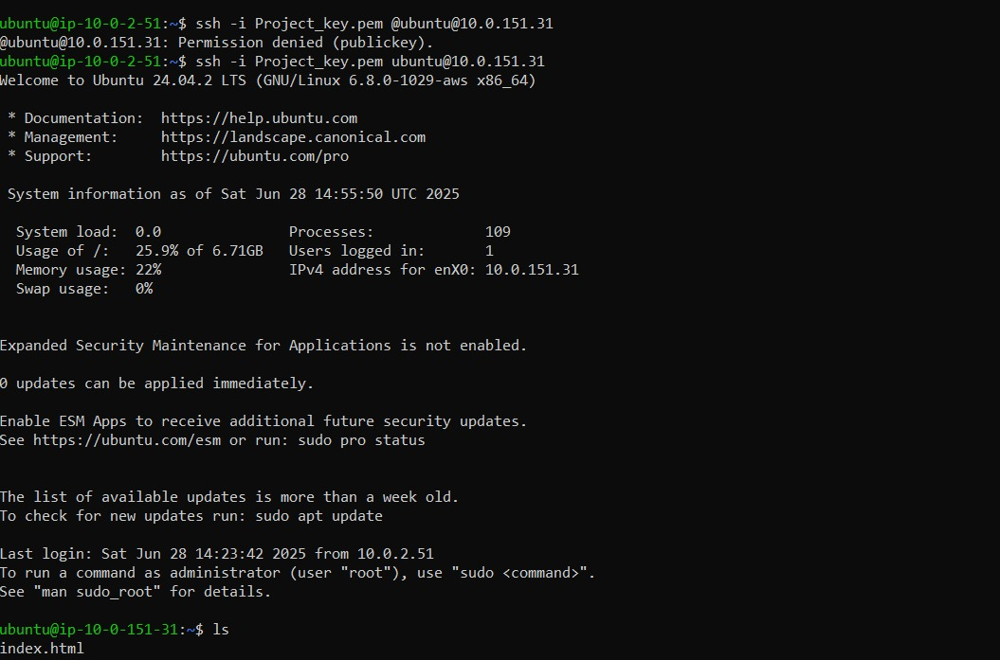 ubuntu@ip-10-0-2-51:~$ ssh -i Project_key.pem @ubuntu@10.0.151.31
@ubuntu@10.0.151.31: Permission denied (publickey).
ubuntu@ip-10-0-2-51:~$ ssh -i Project_key.pem ubuntu@10.0.151.31
Welcome to Ubuntu 24.04.2 LTS (GNU/Linux 6.8.0-1029-aws x86_64)
* Documentation:  https://help.ubuntu.com
* Management:     https://landscape.canonical.com
* Support:        https://ubuntu.com/pro
System information as of Sat Jun 28 14:55:50 UTC 2025
System load:  0.0               Processes:             109
Usage of /:   25.9% of 6.71GB   Users logged in:       1
Memory usage: 22%               IPv4 address for enX0: 10.0.151.31
Swap usage:   0%
Expanded Security Maintenance for Applications is not enabled.
0 updates can be applied immediately.
Enable ESM Apps to receive additional future security updates.
See https://ubuntu.com/esm or run: sudo pro status
The list of available updates is more than a week old.
To check for new updates run: sudo apt update
Last login: Sat Jun 28 14:23:42 2025 from 10.0.2.51
To run a command as administrator (user "root"), use "sudo <command>".
See "man sudo_root" for details.
ubuntu@ip-10-0-151-31:~$ ls
index.html